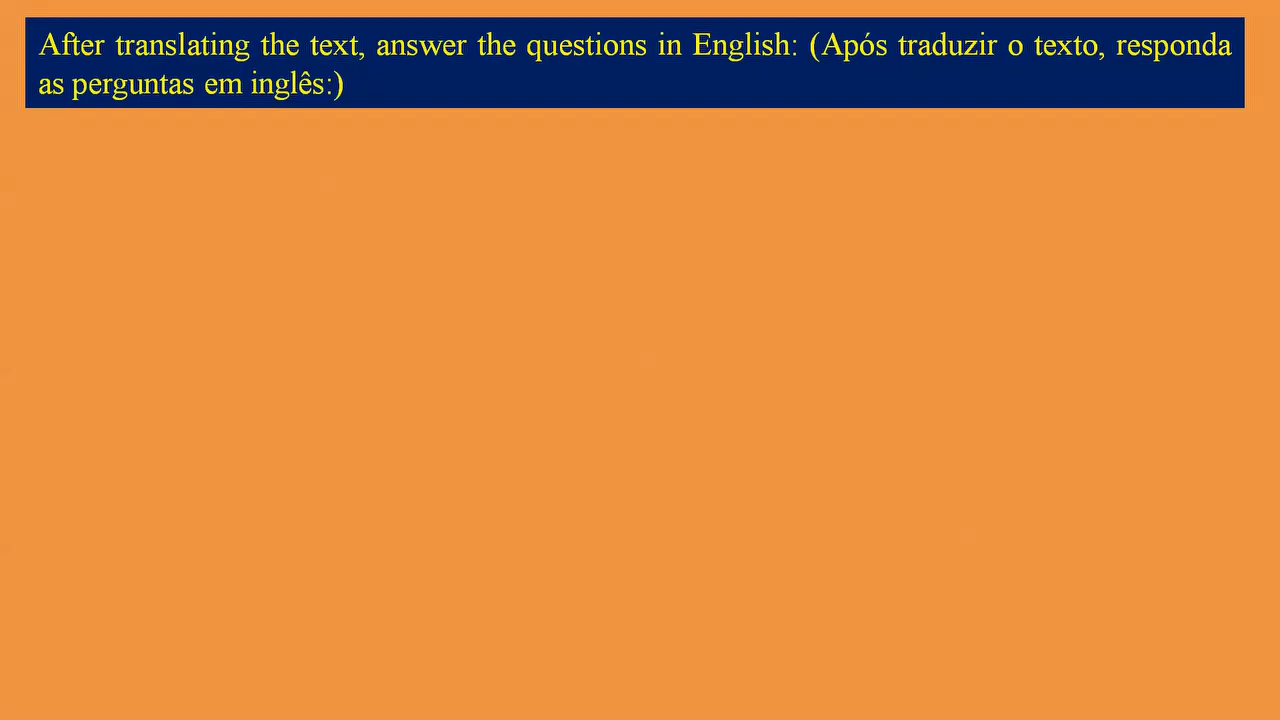 After translating the text, answer the questions in English: (Após traduzir o texto, responda
as perguntas em inglês:)